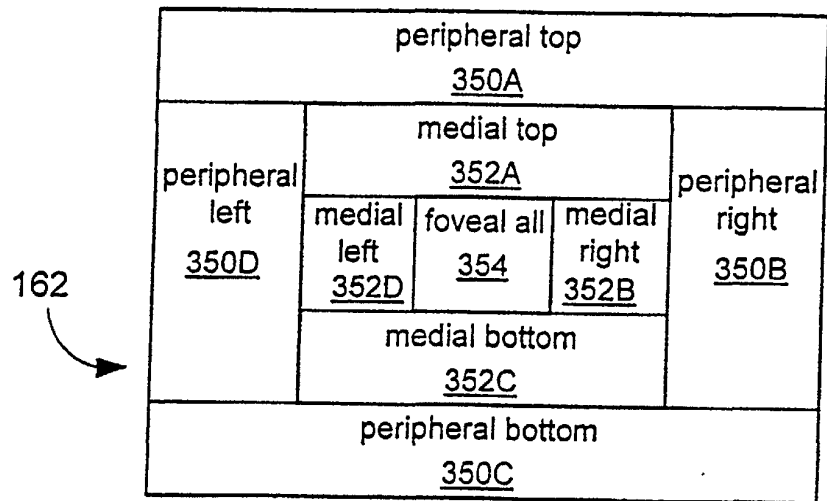 peripheral top
350A
medial top
352A
peripheral
left
350D
medial
left
352D
foveal all
354
medial
right
352B
peripheral
right
350B
162
medial bottom
352C
peripheral bottom
350C